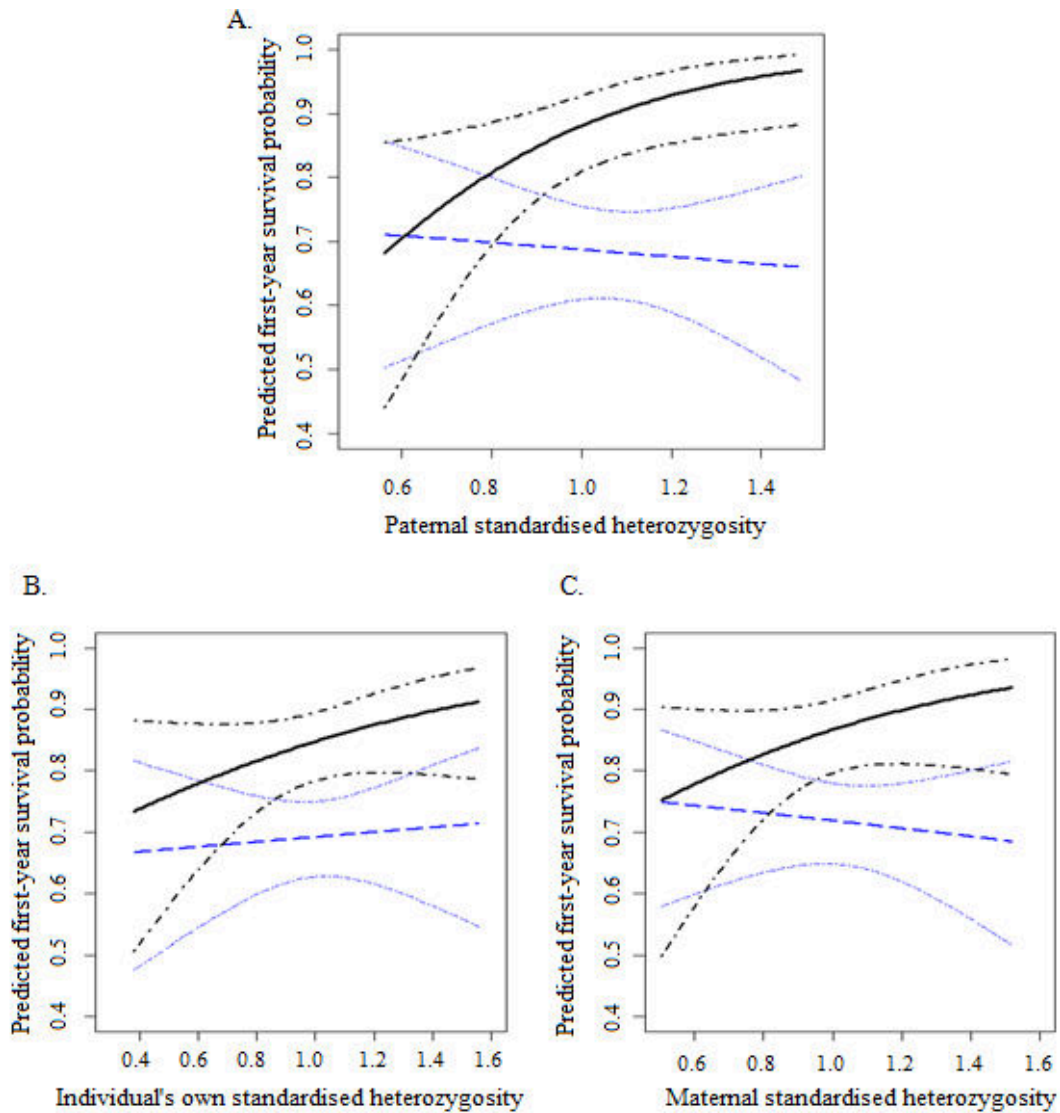 A.
Predicted first-year survival probability
1.0
0.9
0.8
0.7
0.6
0.5
0.4
0.6 0.8 1.0 1.2 1.4
Paternal standardised heterozygosity
B.
Predicted first-year survival probability
1.0
0.9
0.8
0.7
0.6
0.5
0.4
0.4 0.6 0.8 1.0 1.2 1.4 1.6
Individual's own standardised heterozygosity
C.
Predicted first-year survival probability
1.0
0.9
0.8
0.7
0.6
0.5
0.4
0.6 0.8 1.0 1.2 1.4 1.6
Maternal standardised heterozygosity